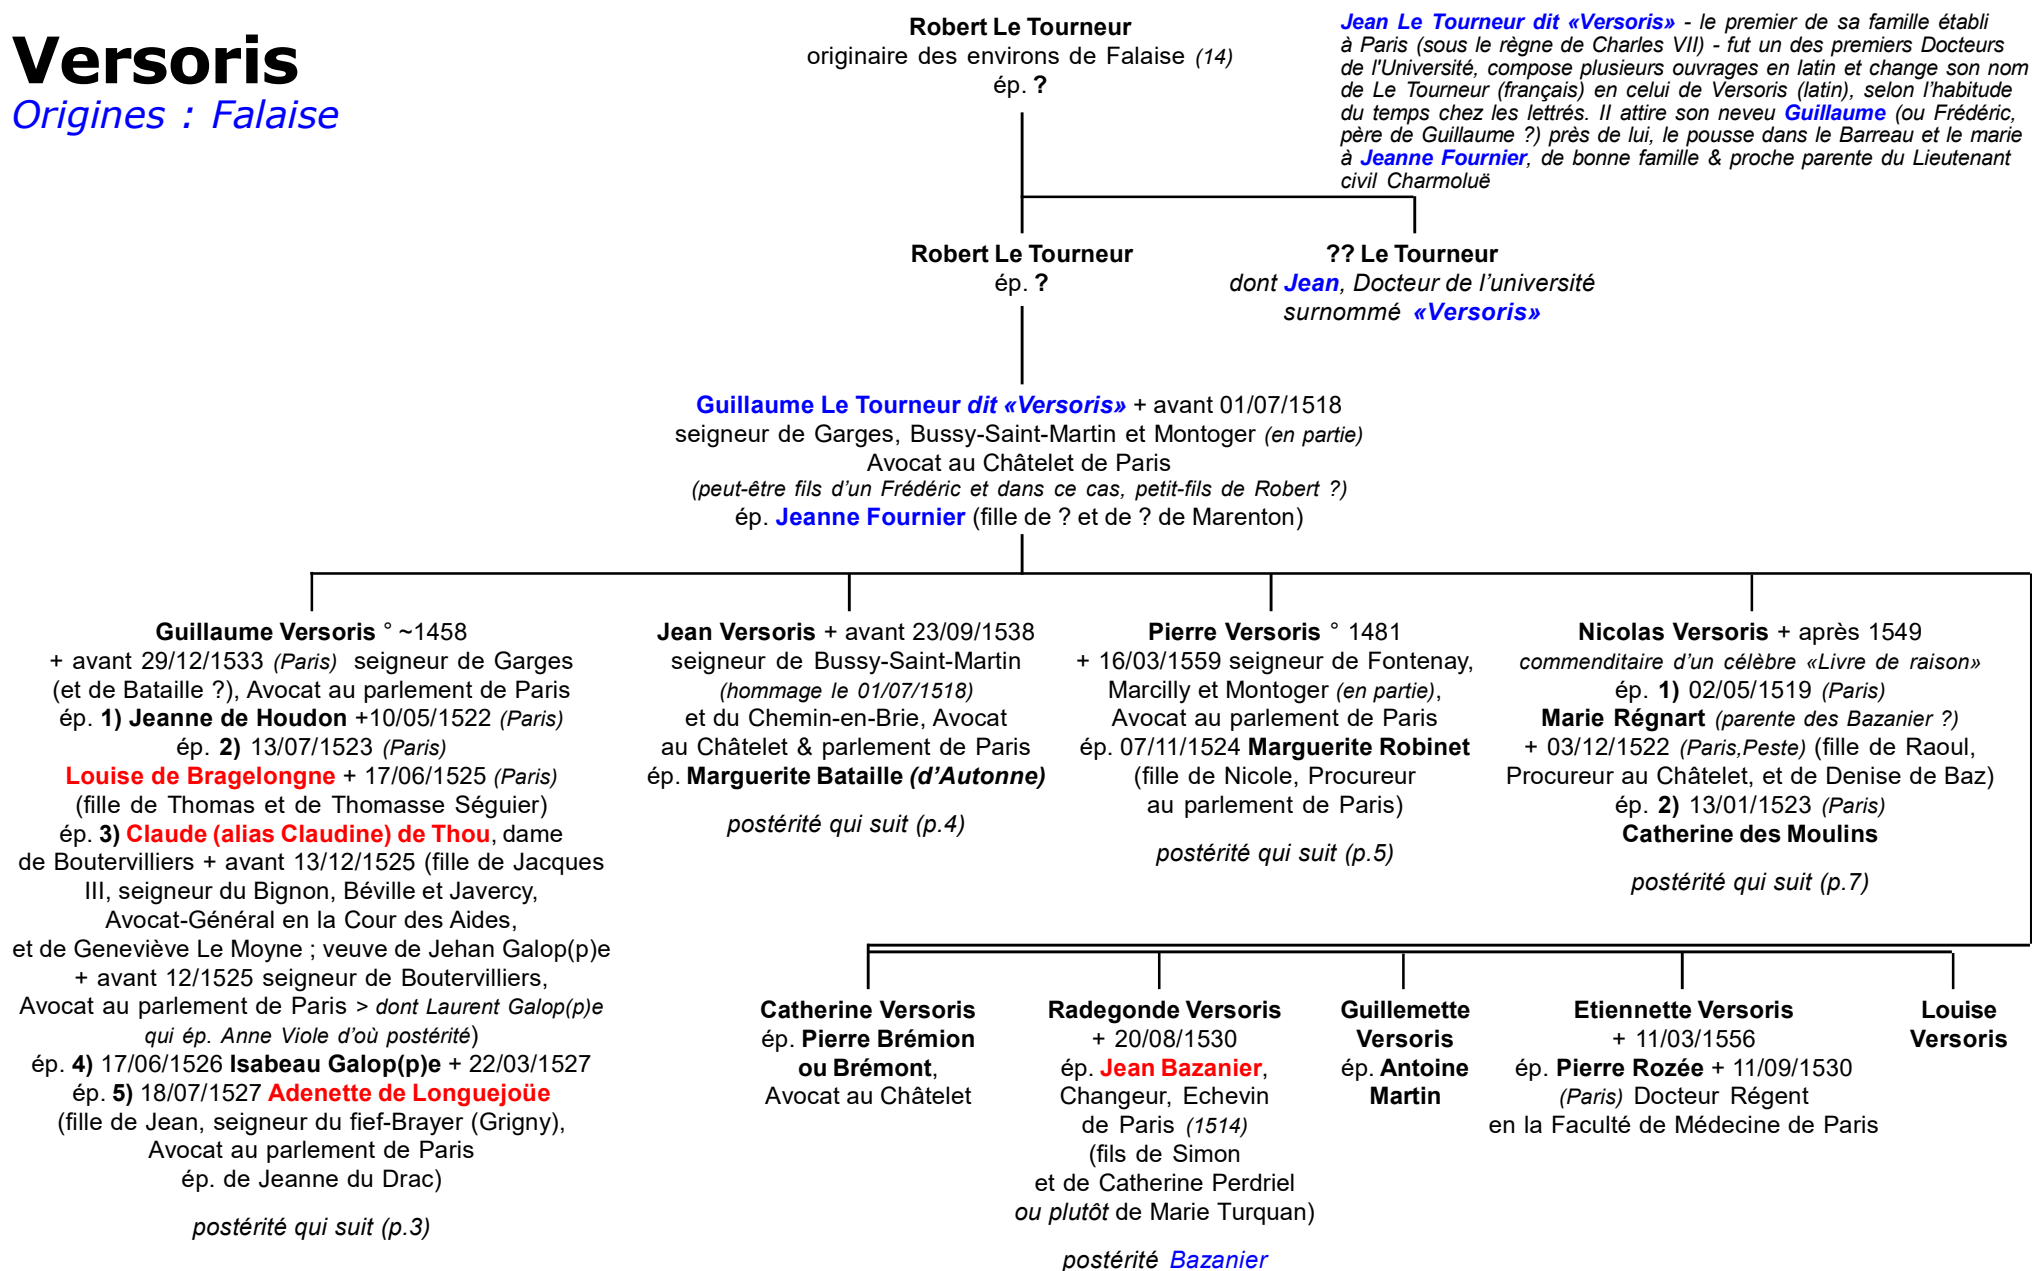 Versoris
Origines : Falaise
Robert Le Tourneur
originaire des environs de Falaise (14)
ép. ?
Jean Le Tourneur dit «Versoris» - le premier de sa famille établi
à Paris (sous le règne de Charles VII) - fut un des premiers Docteurs
de l'Université, compose plusieurs ouvrages en latin et change son nom
de Le Tourneur (français) en celui de Versoris (latin), selon l'habitude
du temps chez les lettrés. Il attire son neveu Guillaume (ou Frédéric,
père de Guillaume ?) près de lui, le pousse dans le Barreau et le marie
à Jeanne Fournier, de bonne famille & proche parente du Lieutenant
civil Charmoluë
Robert Le Tourneur
ép. ?
?? Le Tourneur
dont Jean, Docteur de l'université
surnommé «Versoris»
Guillaume Le Tourneur dit «Versoris» + avant 01/07/1518
seigneur de Garges, Bussy-Saint-Martin et Montoger (en partie)
Avocat au Châtelet de Paris
(peut-être fils d'un Frédéric et dans ce cas, petit-fils de Robert ?)
ép. Jeanne Fournier (fille de ? et de ? de Marenton)
Guillaume Versoris ° ~1458
+ avant 29/12/1533 (Paris) seigneur de Garges
(et de Bataille ?), Avocat au parlement de Paris
ép. 1) Jeanne de Houdon +10/05/1522 (Paris)
ép. 2) 13/07/1523 (Paris)
Louise de Bragelongne + 17/06/1525 (Paris)
(fille de Thomas et de Thomasse Séguier)
ép. 3) Claude (alias Claudine) de Thou, dame
de Boutervilliers + avant 13/12/1525 (fille de Jacques
III, seigneur du Bignon, Béville et Javercy,
Avocat-Général en la Cour des Aides,
et de Geneviève Le Moyne ; veuve de Jehan Galop(p)e
+ avant 12/1525 seigneur de Boutervilliers,
Avocat au parlement de Paris > dont Laurent Galop(p)e
qui ép. Anne Viole d'où postérité)
ép. 4) 17/06/1526 Isabeau Galop(p)e + 22/03/1527
ép. 5) 18/07/1527 Adenette de Longuejoüe
(fille de Jean, seigneur du fief-Brayer (Grigny),
Avocat au parlement de Paris
ép. de Jeanne du Drac)
postérité qui suit (p.3)
Jean Versoris + avant 23/09/1538
seigneur de Bussy-Saint-Martin
(hommage le 01/07/1518)
et du Chemin-en-Brie, Avocat
au Châtelet & parlement de Paris
ép. Marguerite Bataille (d'Autonne)
postérité qui suit (p.4)
Pierre Versoris ° 1481
+ 16/03/1559 seigneur de Fontenay,
Marcilly et Montoger (en partie),
Avocat au parlement de Paris
ép. 07/11/1524 Marguerite Robinet
(fille de Nicole, Procureur
au parlement de Paris)
postérité qui suit (p.5)
Nicolas Versoris + après 1549
commenditaire d'un célèbre «Livre de raison»
ép. 1) 02/05/1519 (Paris)
Marie Régnart (parente des Bazanier ?)
+ 03/12/1522 (Paris,Peste) (fille de Raoul,
Procureur au Châtelet, et de Denise de Baz)
ép. 2) 13/01/1523 (Paris)
Catherine des Moulins
postérité qui suit (p.7)
Catherine Versoris
ép. Pierre Brémion
ou Brémont,
Avocat au Châtelet
Radegonde Versoris
+ 20/08/1530
ép. Jean Bazanier,
Changeur, Echevin
de Paris (1514)
(fils de Simon
et de Catherine Perdriel
ou plutôt de Marie Turquan)
postérité Bazanier
Guillemette
Versoris
ép. Antoine
Martin
Etiennette Versoris
+ 11/03/1556
ép. Pierre Rozée + 11/09/1530
(Paris) Docteur Régent
en la Faculté de Médecine de Paris
Louise
Versoris